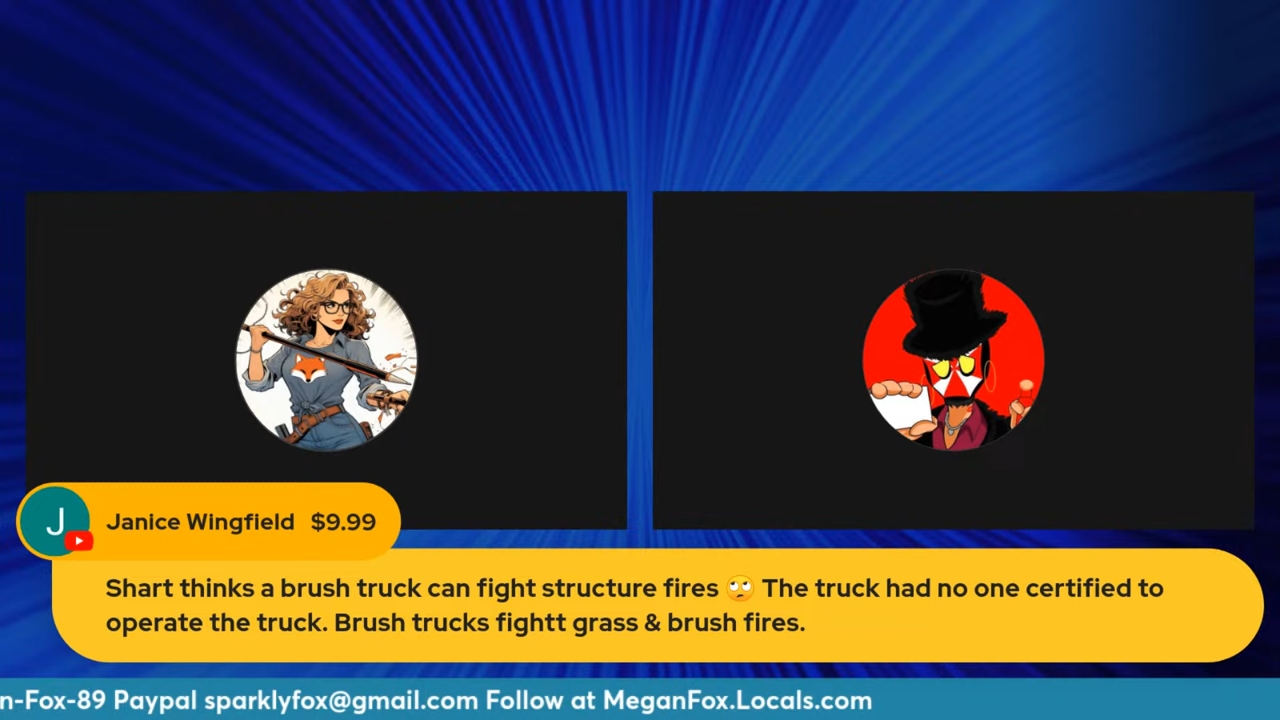 J
Janice Wingfield $9.99
Shart thinks a brush truck can fight structure fires 🙄 The truck had no one certified to
operate the truck. Brush trucks fightt grass & brush fires.
n-Fox-89 Paypal sparklyfox@gmail.com Follow at MeganFox.Locals.com